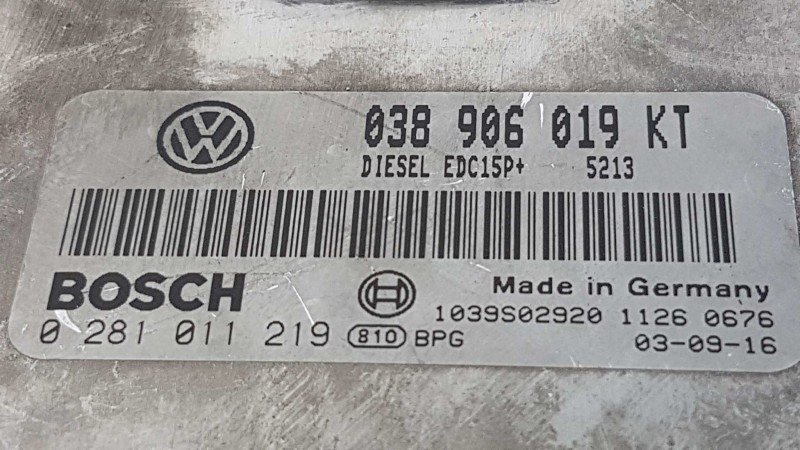 VW 038 906 019 KT
DIESEL EDC15P+ 5213
BOSCH
Made in Germany
1039S02920 1126 0676
0 281 011 219 810 BPG 03-09-16